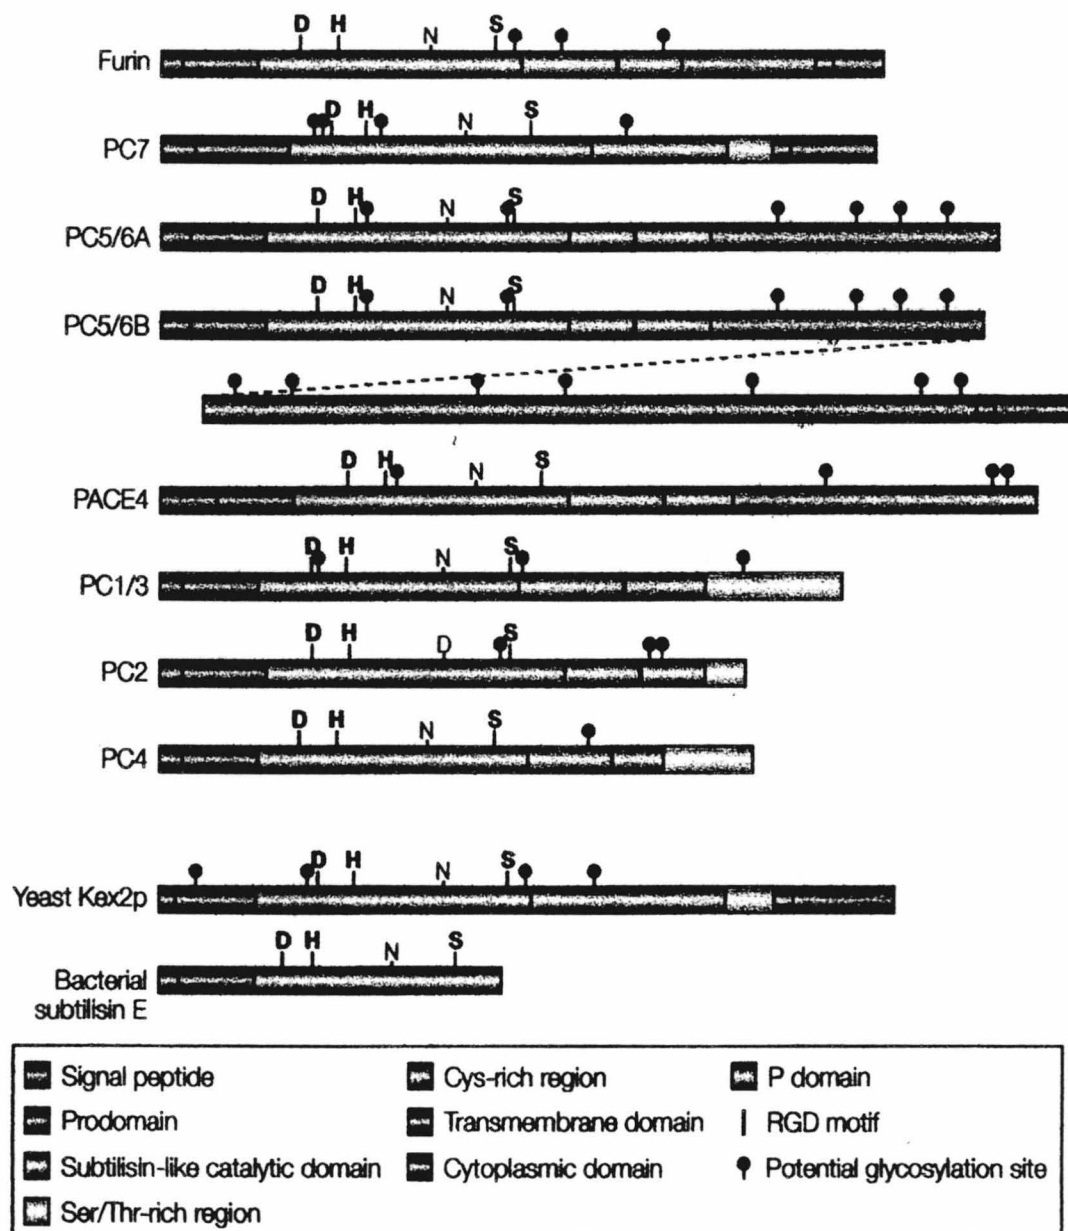 D H N S
Furin
D H N S
PC7
D H N S
PC5/6A
D H N S
PC5/6B
D H N S
PACE4
D H N S
PC1/3
D H D S
PC2
D H N S
PC4
D H N S
Yeast Kex2p
D H N S
Bacterial
subtilisin E
Signal peptide
Prodomain
Subtilisin-like catalytic domain
Ser/Thr-rich region
Cys-rich region
Transmembrane domain
Cytoplasmic domain
P domain
RGD motif
Potential glycosylation site